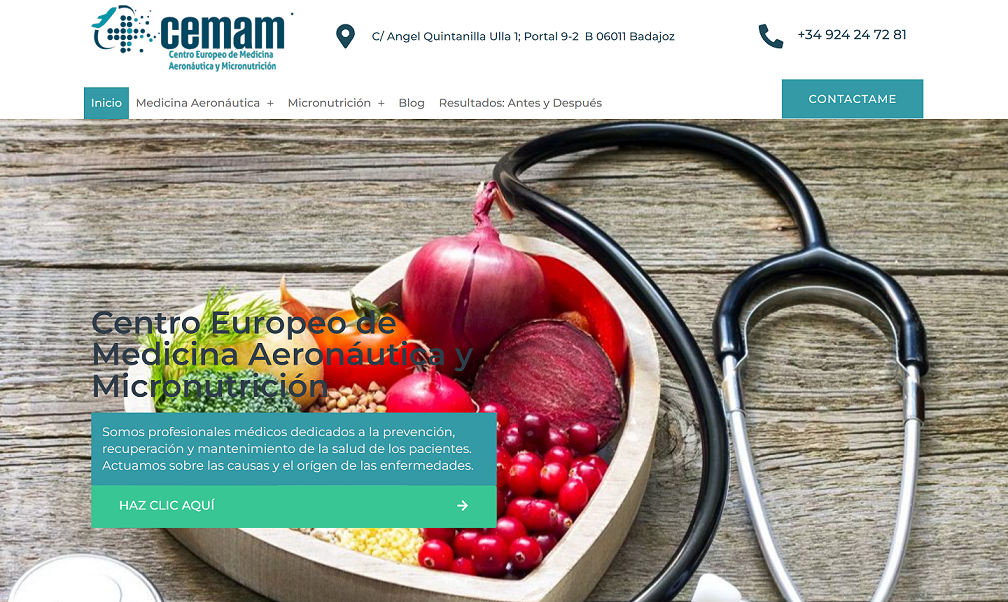 cemam
Centro Europeo de Medicina
Aeronáutica y Micronutrición
C/ Angel Quintanilla Ulla 1; Portal 9-2 B 06011 Badajoz
+34 924 24 72 81
Inicio
Medicina Aeronáutica +
Micronutrición +
Blog
Resultados: Antes y Después
CONTACTAME
Centro Europeo de
Medicina Aeronáutica y
Micronutrición
Somos profesionales médicos dedicados a la prevención,
recuperación y mantenimiento de la salud de los pacientes.
Actuamos sobre las causas y el orígen de las enfermedades.
HAZ CLIC AQUÍ